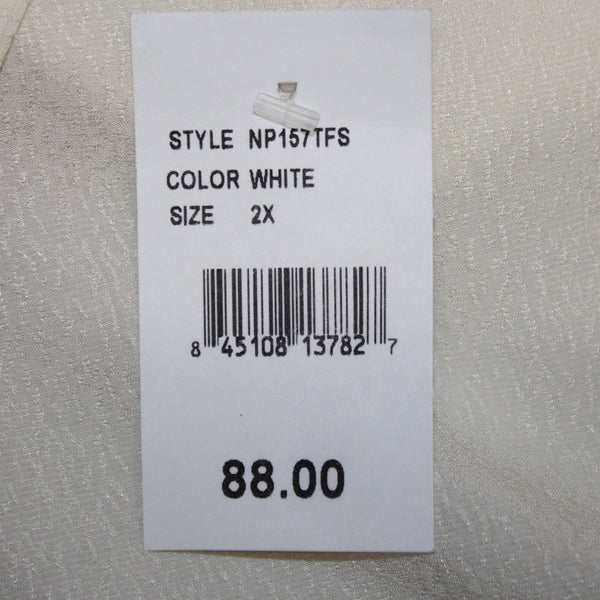 STYLE NP157TFS
COLOR WHITE
SIZE 2X
8 45108 13782 7
88.00